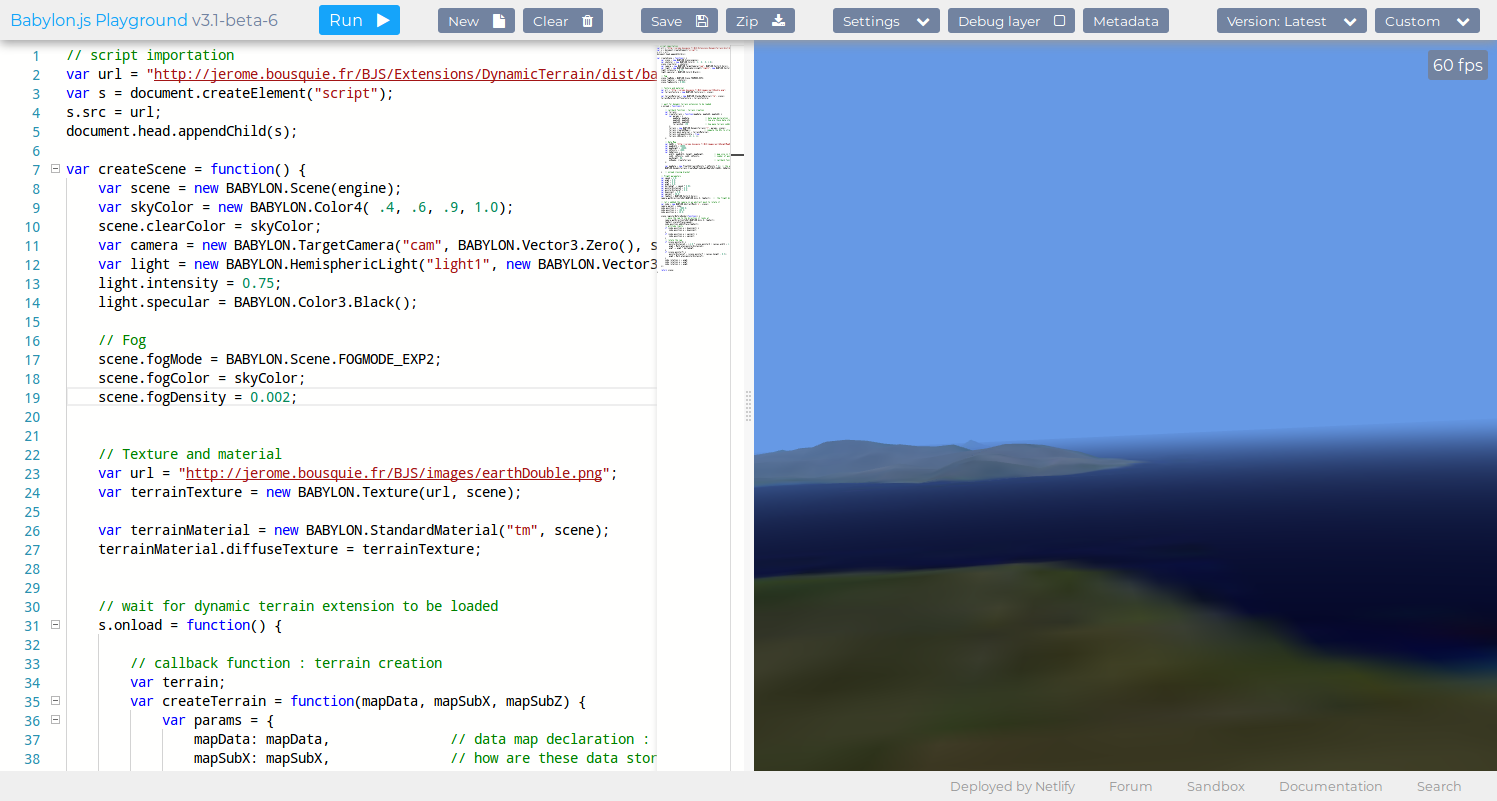 Babylon.js Playground v3.1-beta-6 Run New Clear Save Zip Settings Debug layer Metadata Version: Latest Custom
60 fps
1 // script importation
2 var url = "http://jerome.bousquie.fr/BJS/Extensions/DynamicTerrain/dist/ba
3 var s = document.createElement("script");
4 s.src = url;
5 document.head.appendChild(s);
6
7 var createScene = function() {
8 var scene = new BABYLON.Scene(engine);
9 var skyColor = new BABYLON.Color4( .4, .6, .9, 1.0);
10 scene.clearColor = skyColor;
11 var camera = new BABYLON.TargetCamera("cam", BABYLON.Vector3.Zero(), s
12 var light = new BABYLON.HemisphericLight("light1", new BABYLON.Vector3
13 light.intensity = 0.75;
14 light.specular = BABYLON.Color3.Black();
15
16 // Fog
17 scene.fogMode = BABYLON.Scene.FOGMODE_EXP2;
18 scene.fogColor = skyColor;
19 scene.fogDensity = 0.002;
20
21
22 // Texture and material
23 var url = "http://jerome.bousquie.fr/BJS/images/earthDouble.png";
24 var terrainTexture = new BABYLON.Texture(url, scene);
25
26 var terrainMaterial = new BABYLON.StandardMaterial("tm", scene);
27 terrainMaterial.diffuseTexture = terrainTexture;
28
29
30 // wait for dynamic terrain extension to be loaded
31 s.onload = function() {
32
33 // callback function : terrain creation
34 var terrain;
35 var createTerrain = function(mapData, mapSubX, mapSubZ) {
36 var params = {
37 mapData: mapData, // data map declaration :
38 mapSubX: mapSubX, // how are these data stor
Deployed by Netlify Forum Sandbox Documentation Search